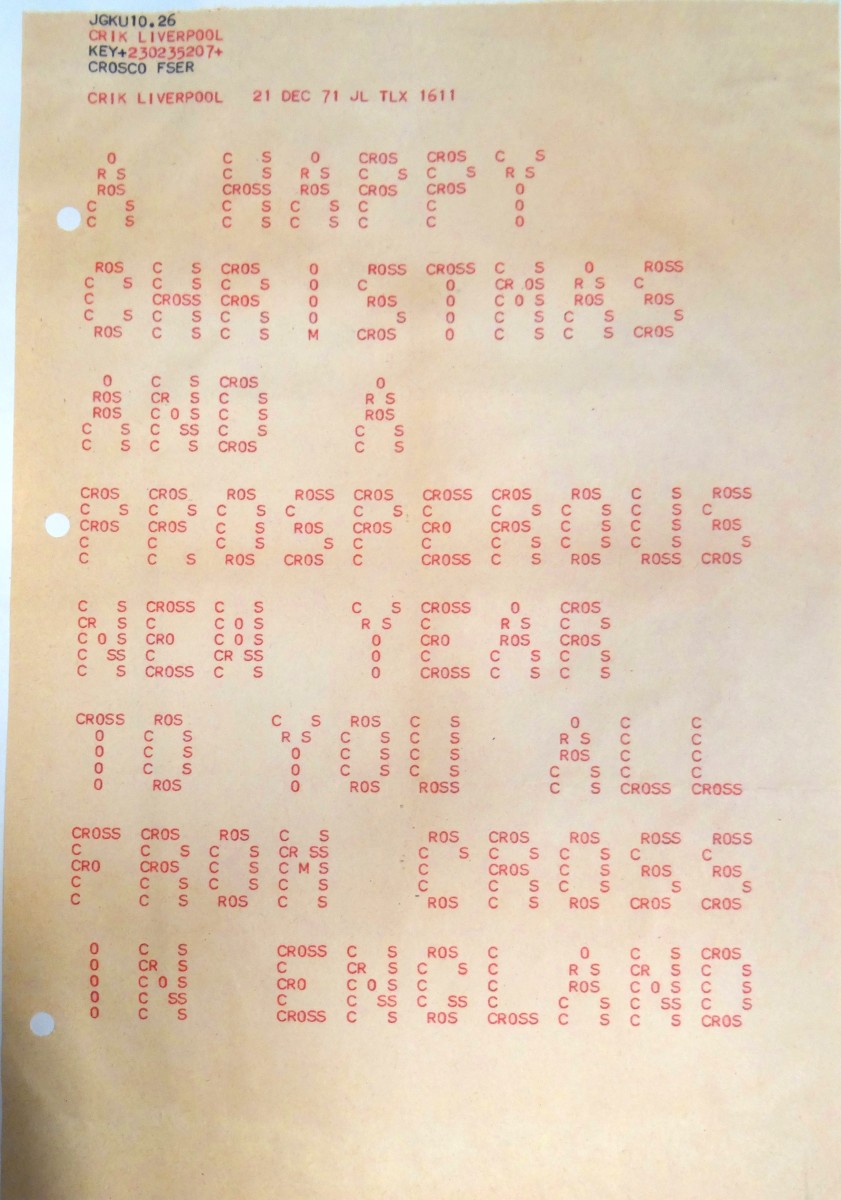 JGKU10.26
CRIK LIVERPOOL
KEY+230235207+
CROSCO FSER
CRIK LIVERPOOL 21 DEC 71 JL TLX 1611
A HAPPY
CHRISTMAS
AND A
PROSPEROUS
NEW YEAR
TO YOU ALL
FROM CROSS
IN ENGLAND